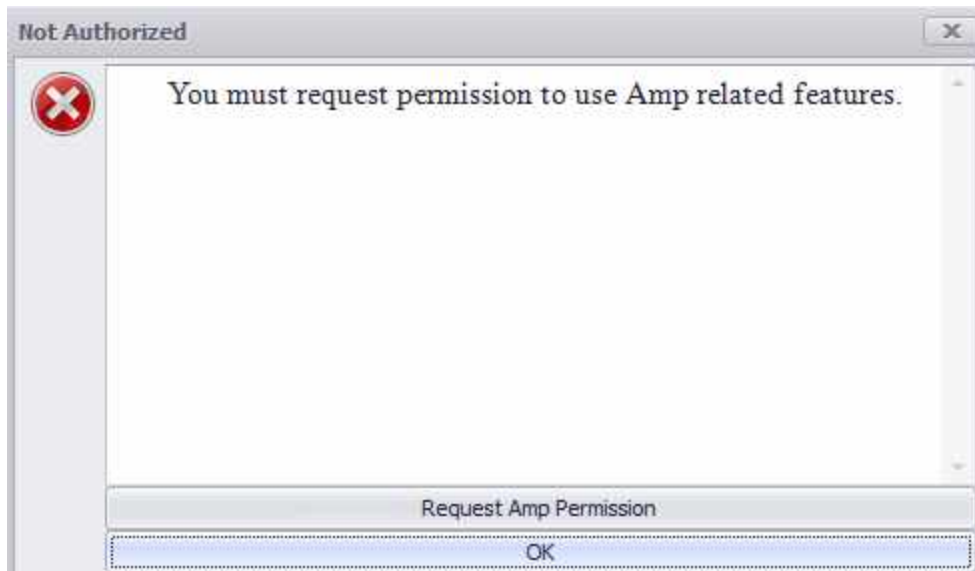 Not Authorized
You must request permission to use Amp related features.
Request Amp Permission
OK